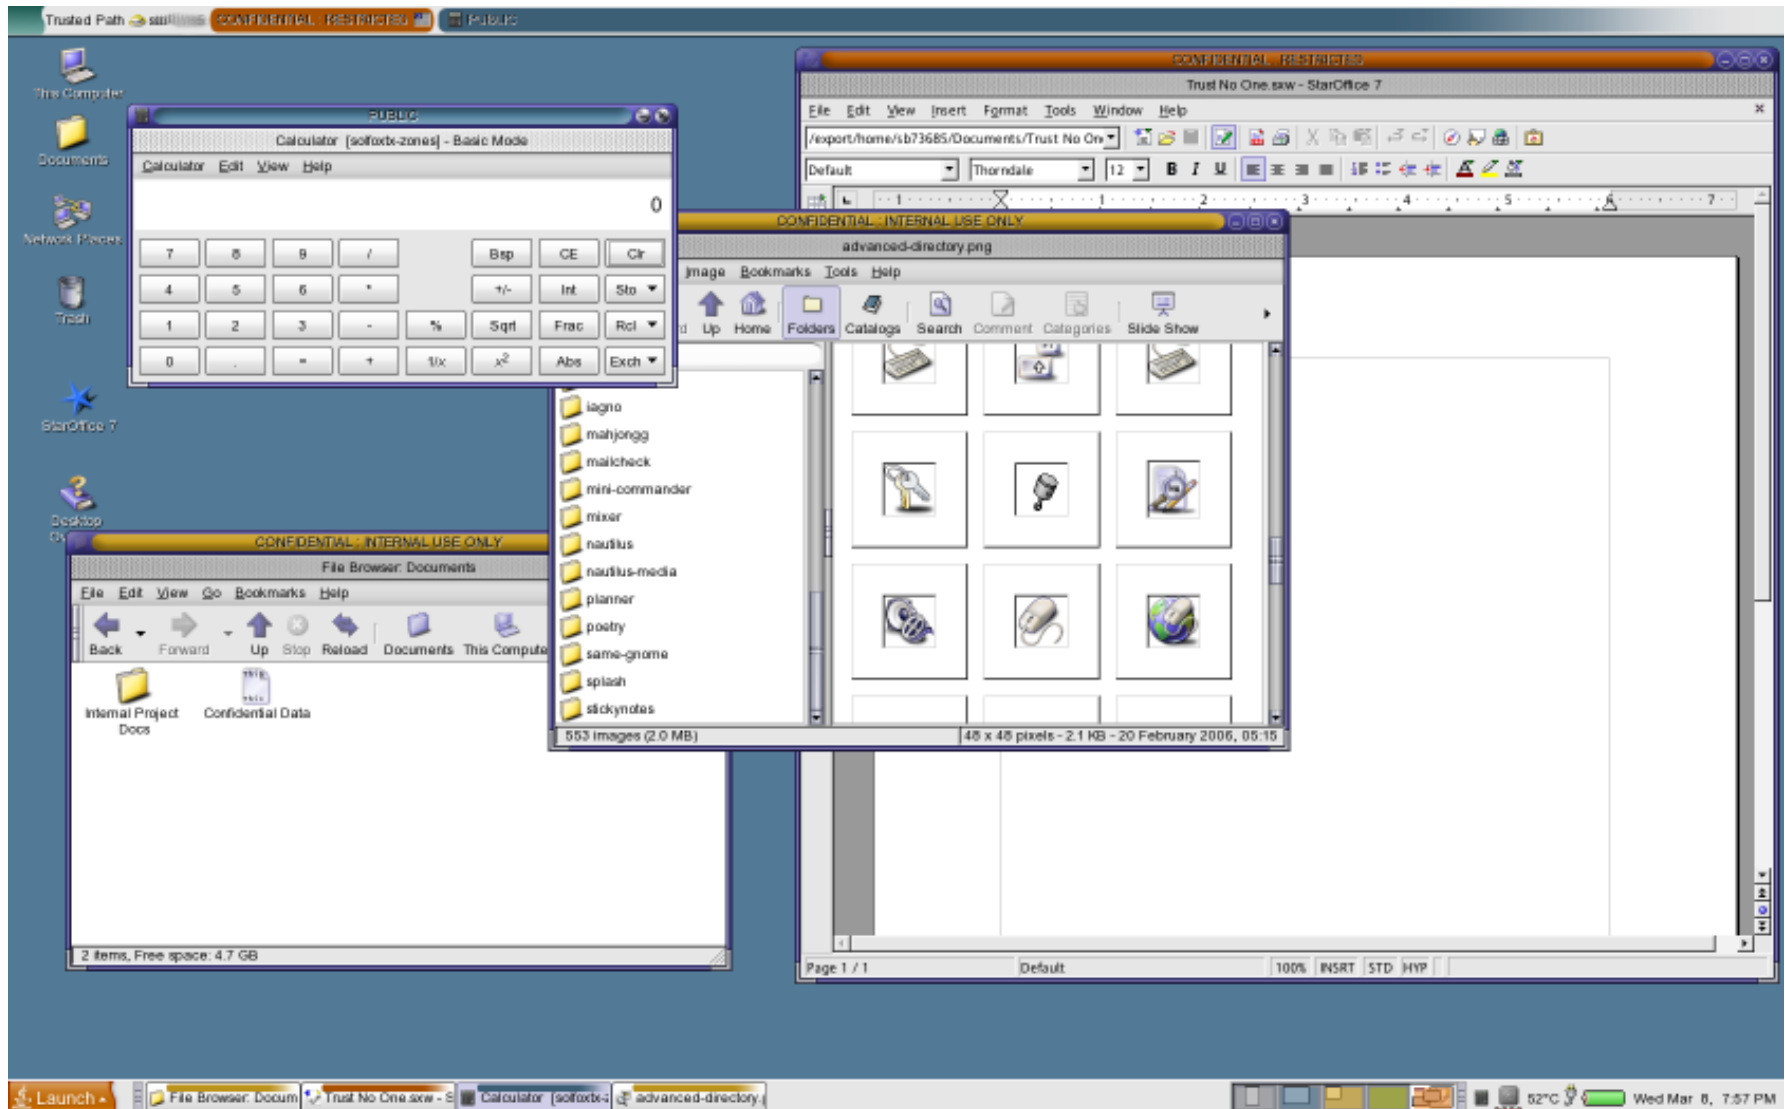 Trusted Path
CONFIDENTIAL : RESTRICTED
PUBLIC
This Computer
Documents
Network Places
Trash
StarOffice 7
Desktop
PUBLIC
Calculator [solfoxtx-zones] - Basic Mode
Calculator Edit View Help
0
7 8 9 / Bsp CE Clr
4 5 6 * +/- Int Sto
1 2 3 - % Sqrt Frac Rcl
0 . = + 1/x x² Abs Exch
CONFIDENTIAL : RESTRICTED
Trust No One.sxw - StarOffice 7
File Edit View Insert Format Tools Window Help
/export/home/sb73685/Documents/Trust No On
Default Thorndale 12 B I U
1 1 2 3 4 5 6 7
CONFIDENTIAL : INTERNAL USE ONLY
advanced-directory.png
Image Bookmarks Tools Help
Up Home Folders Catalogs Search Comment Categories Slide Show
iagno
mahjongg
mailcheck
mini-commander
mixer
nautilus
nautilus-media
planner
poetry
same-gnome
splash
stickynotes
553 images (2.0 MB)
48 x 48 pixels - 2.1 KB - 20 February 2006, 05:15
CONFIDENTIAL : INTERNAL USE ONLY
File Browser: Documents
File Edit View Go Bookmarks Help
Back Forward Up Stop Reload Documents This Compute
Internal Project
Docs
Confidential Data
2 items, Free space: 4.7 GB
Page 1 / 1 Default 100% INSRT STD HYP
Launch
File Browser: Docum
Trust No One.sxw - S
Calculator [solfoxtx-z
advanced-directory.p
52°C
Wed Mar 8, 7:57 PM